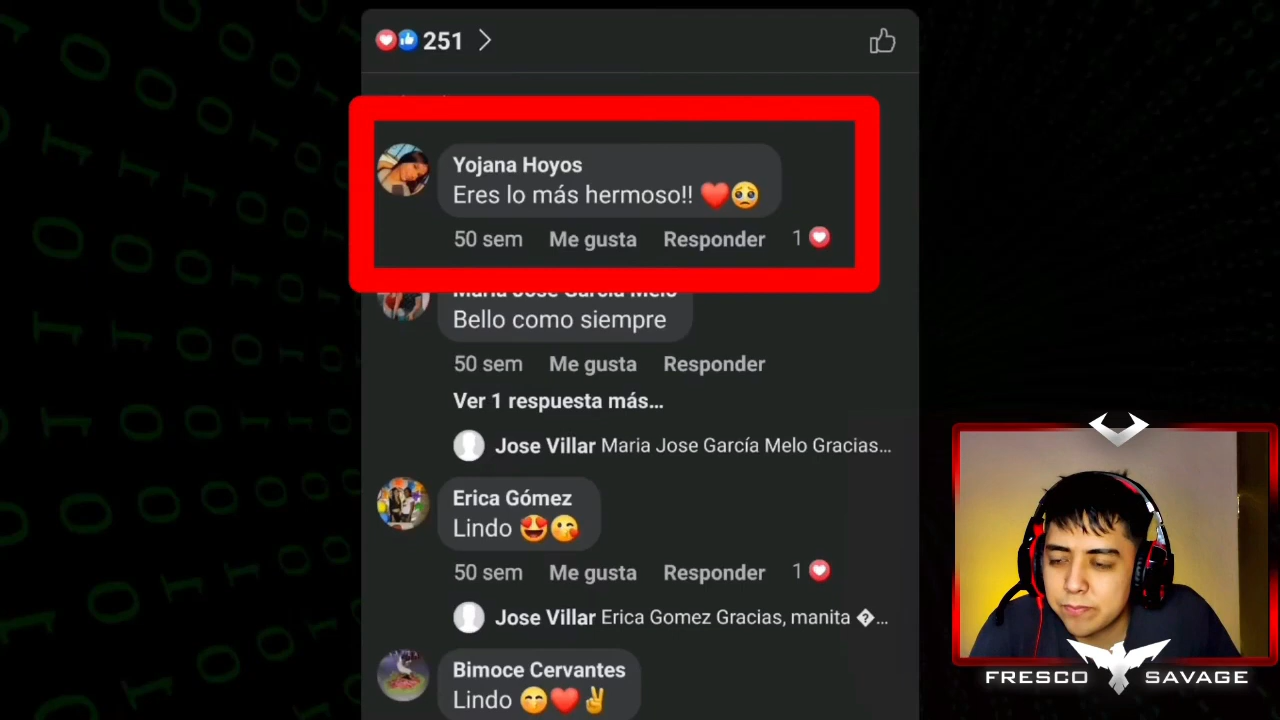 251
Yojana Hoyos
Eres lo más hermoso!! ❤️🥺
50 sem Me gusta Responder 1
Maria Jose García Melo
Bello como siempre
50 sem Me gusta Responder
Ver 1 respuesta más...
Jose Villar Maria Jose García Melo Gracias...
Erica Gómez
Lindo 😍😘
50 sem Me gusta Responder 1
Jose Villar Erica Gomez Gracias, manita �...
Bimoce Cervantes
Lindo 😙❤️✌️
FRESCO SAVAGE